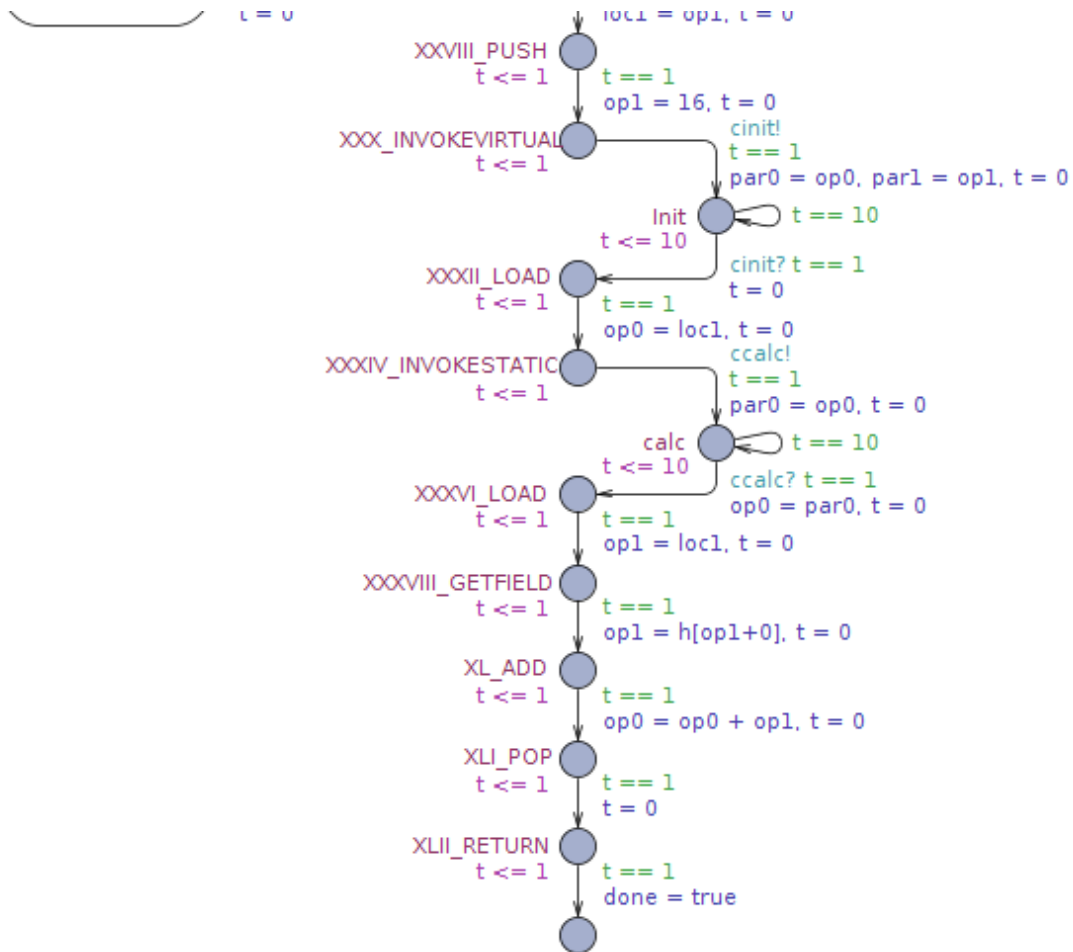 t = 0
loc1 = op1, t = 0
XXVIII_PUSH
t <= 1
t == 1
op1 = 16, t = 0
XXX_INVOKEVIRTUAL
t <= 1
cinit!
t == 1
par0 = op0, par1 = op1, t = 0
Init
t <= 10
t == 10
cinit? t == 1
t = 0
XXXII_LOAD
t <= 1
t == 1
op0 = loc1, t = 0
XXXIV_INVOKESTATIC
t <= 1
ccalc!
t == 1
par0 = op0, t = 0
calc
t <= 10
t == 10
ccalc? t == 1
op0 = par0, t = 0
XXXVI_LOAD
t <= 1
t == 1
op1 = loc1, t = 0
XXXVIII_GETFIELD
t <= 1
t == 1
op1 = h[op1+0], t = 0
XL_ADD
t <= 1
t == 1
op0 = op0 + op1, t = 0
XLI_POP
t <= 1
t == 1
t = 0
XLII_RETURN
t <= 1
t == 1
done = true